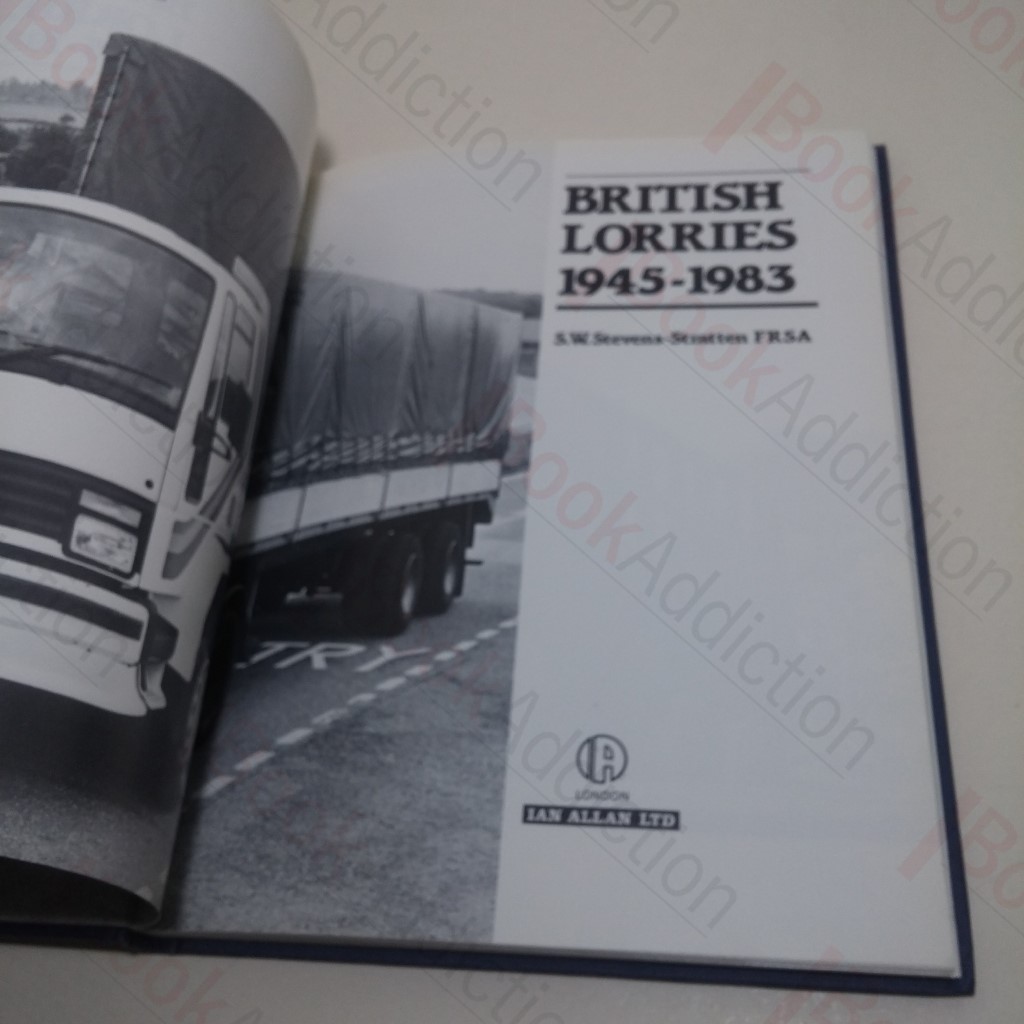 BRITISH
LORRIES
1945-1983
S.W. Stevens-Stratten FRSA
TRY
IA
LONDON
IAN ALLAN LTD
BookAddiction